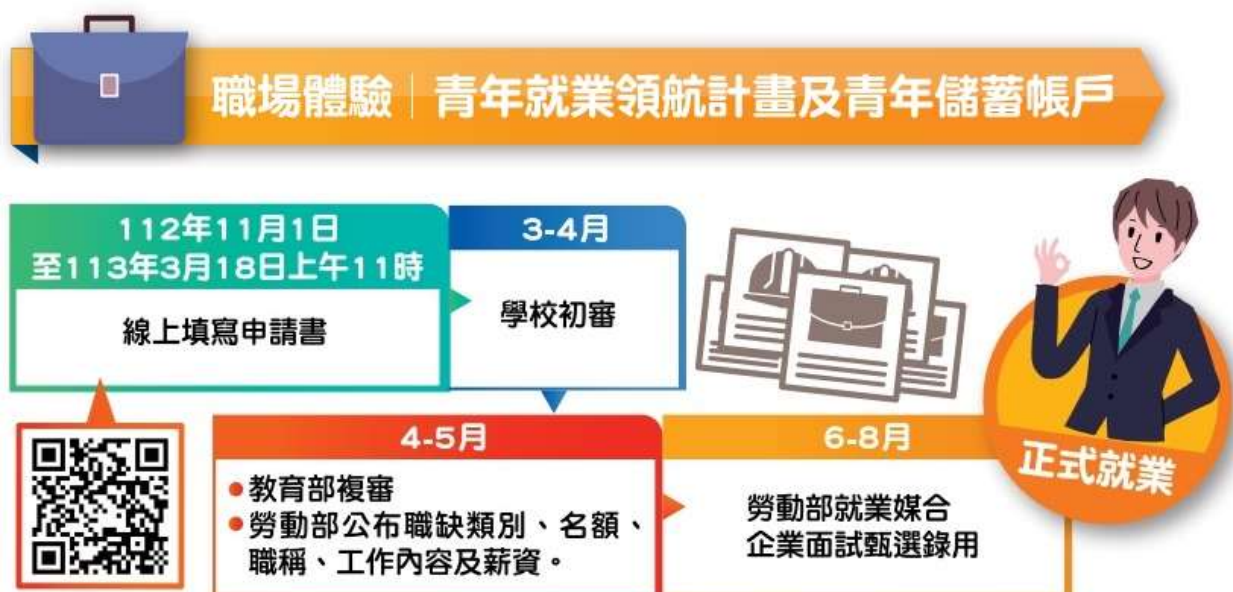 職場體驗｜青年就業領航計畫及青年儲蓄帳戶
112年11月1日
至113年3月18日上午11時
線上填寫申請書
3-4月
學校初審
4-5月
●教育部複審
●勞動部公布職缺類別、名額、
職稱、工作內容及薪資。
6-8月
勞動部就業媒合
企業面試甄選錄用
正式就業